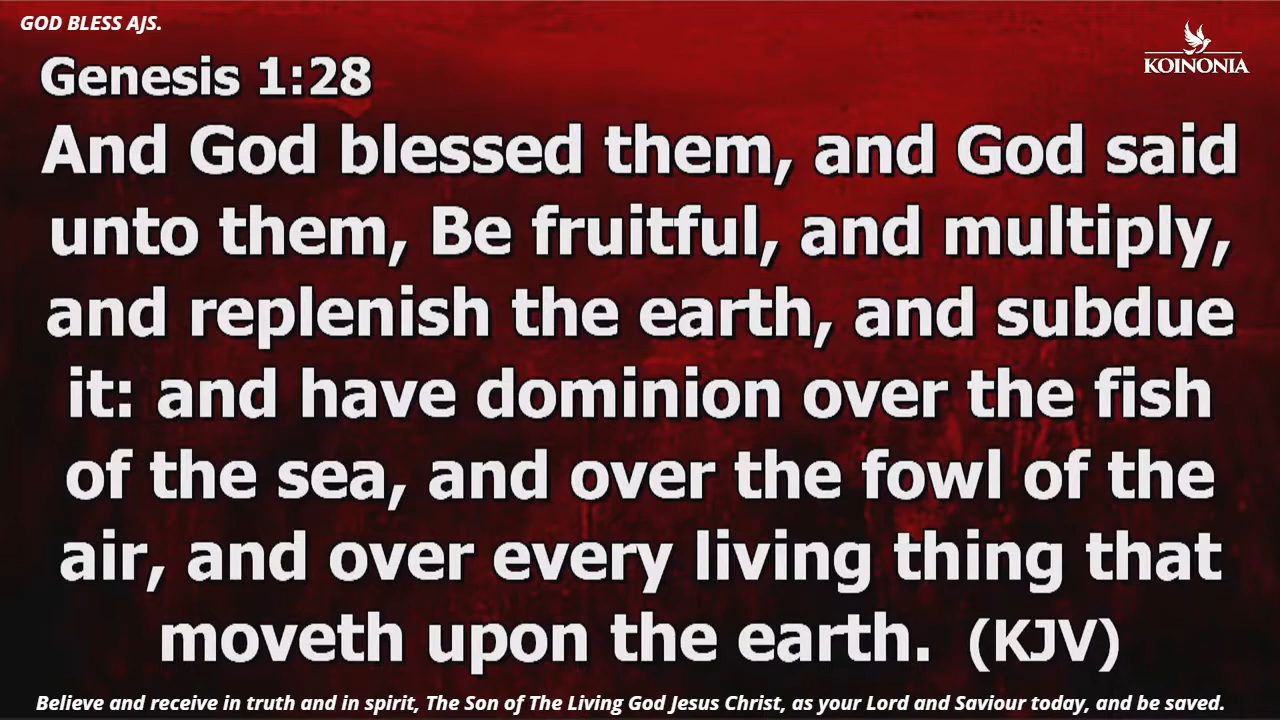 GOD BLESS AJS.
KOINONIA
Genesis 1:28
And God blessed them, and God said
unto them, Be fruitful, and multiply,
and replenish the earth, and subdue
it: and have dominion over the fish
of the sea, and over the fowl of the
air, and over every living thing that
moveth upon the earth. (KJV)
Believe and receive in truth and in spirit, The Son of The Living God Jesus Christ, as your Lord and Saviour today, and be saved.